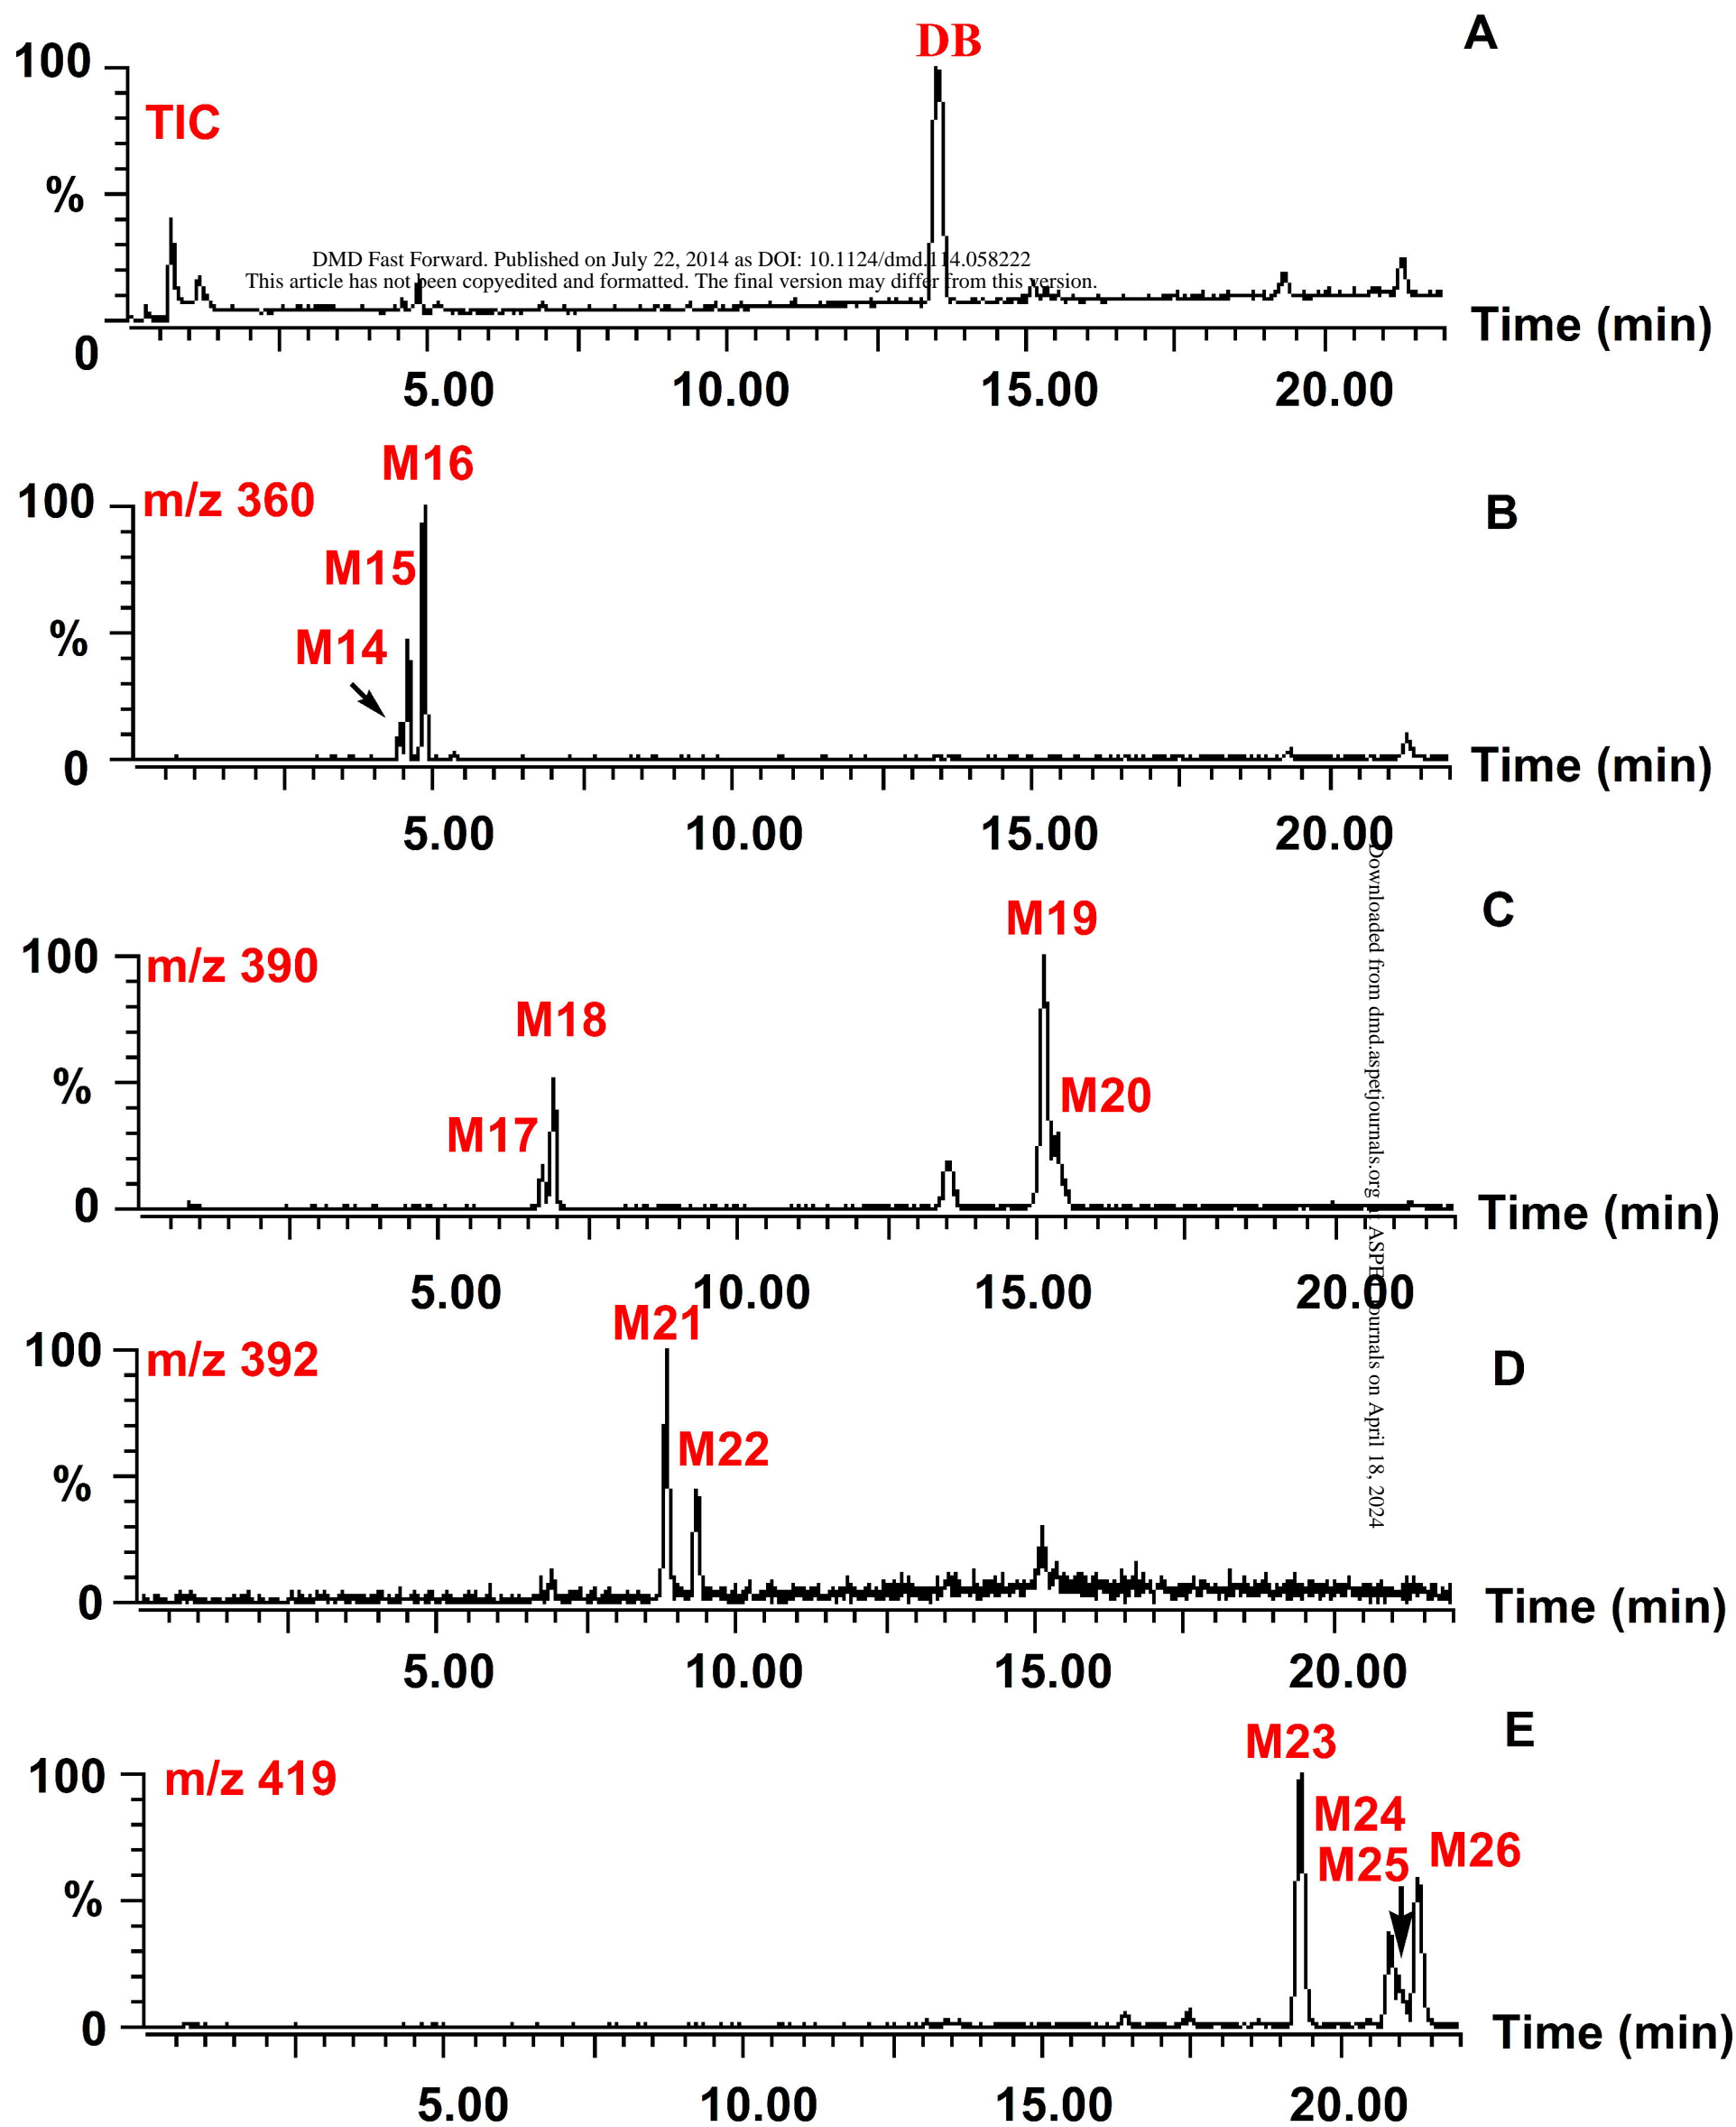 DB
A
100
TIC
%
DMD Fast Forward. Published on July 22, 2014 as DOI: 10.1124/dmd.114.058222
This article has not been copyedited and formatted. The final version may differ from this version.
0
Time (min)
5.00 10.00 15.00 20.00
M16
100
m/z 360
B
M15
%
M14
0
Time (min)
5.00 10.00 15.00 20.00
M19
C
100
m/z 390
M18
%
M20
M17
0
Time (min)
5.00 10.00 15.00 20.00
M21
100
m/z 392
D
M22
%
0
Time (min)
5.00 10.00 15.00 20.00
M23
E
100
m/z 419
M24
M25
M26
%
0
Time (min)
5.00 10.00 15.00 20.00
Downloaded from dmd.aspetjournals.org at ASPET Journals on April 18, 2024